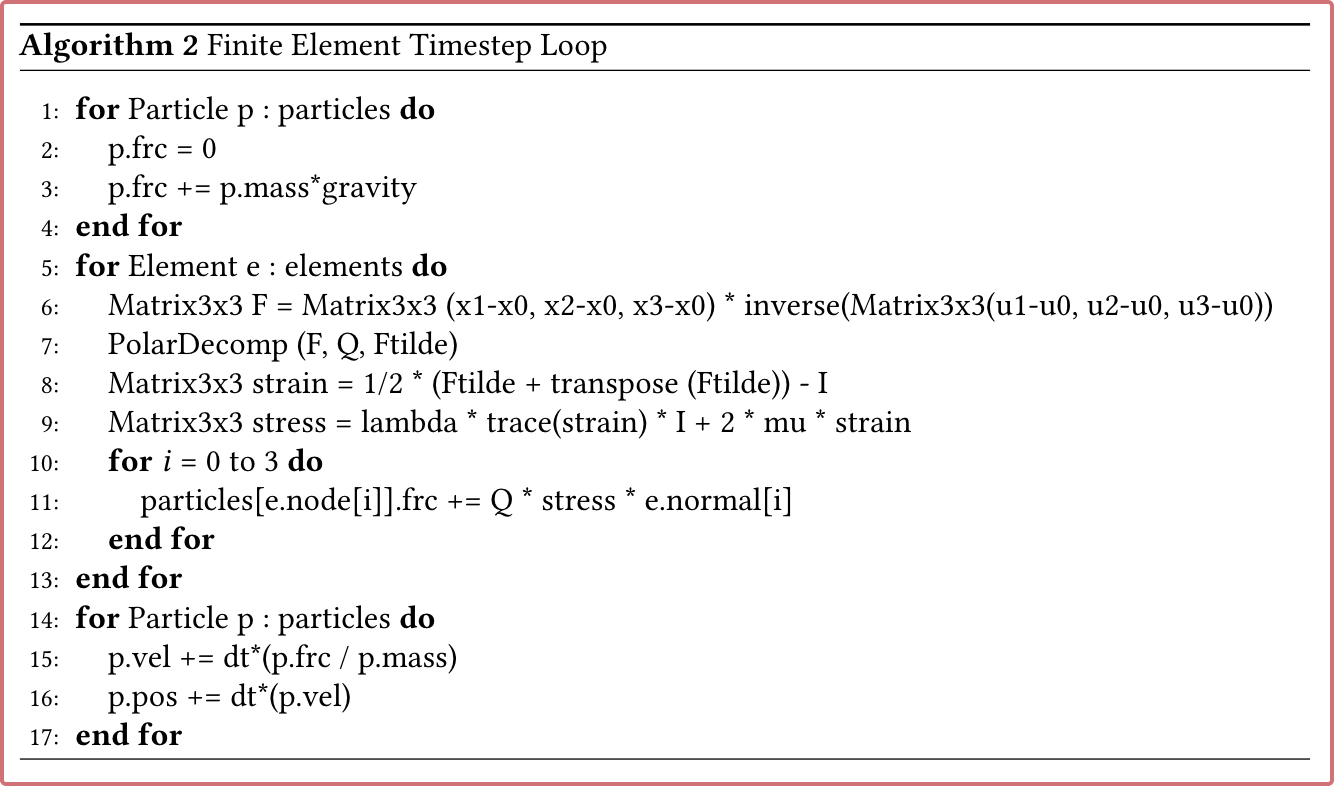 Algorithm 2 Finite Element Timestep Loop
1: for Particle p : particles do
2: p.frc = 0
3: p.frc += p.mass*gravity
4: end for
5: for Element e : elements do
6: Matrix3x3 F = Matrix3x3 (x1-x0, x2-x0, x3-x0) * inverse(Matrix3x3(u1-u0, u2-u0, u3-u0))
7: PolarDecomp (F, Q, Ftilde)
8: Matrix3x3 strain = 1/2 * (Ftilde + transpose (Ftilde)) - I
9: Matrix3x3 stress = lambda * trace(strain) * I + 2 * mu * strain
10: for i = 0 to 3 do
11: particles[e.node[i]].frc += Q * stress * e.normal[i]
12: end for
13: end for
14: for Particle p : particles do
15: p.vel += dt*(p.frc / p.mass)
16: p.pos += dt*(p.vel)
17: end for